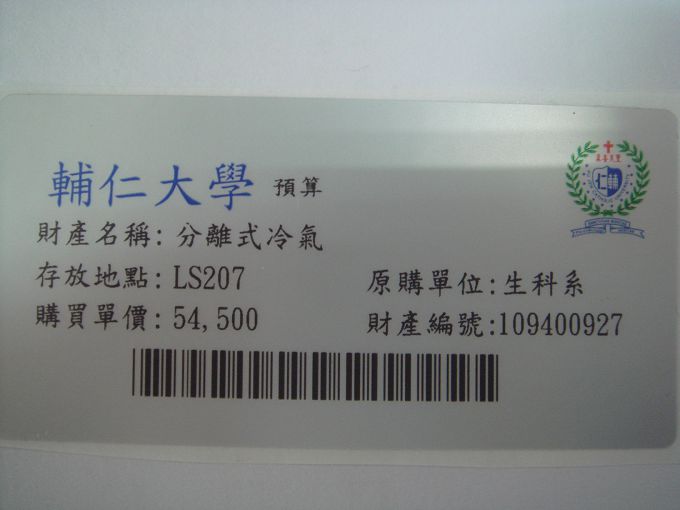 輔仁大學 預算
財產名稱: 分離式冷氣
存放地點: LS207 原購單位:生科系
購買單價: 54,500 財產編號:109400927